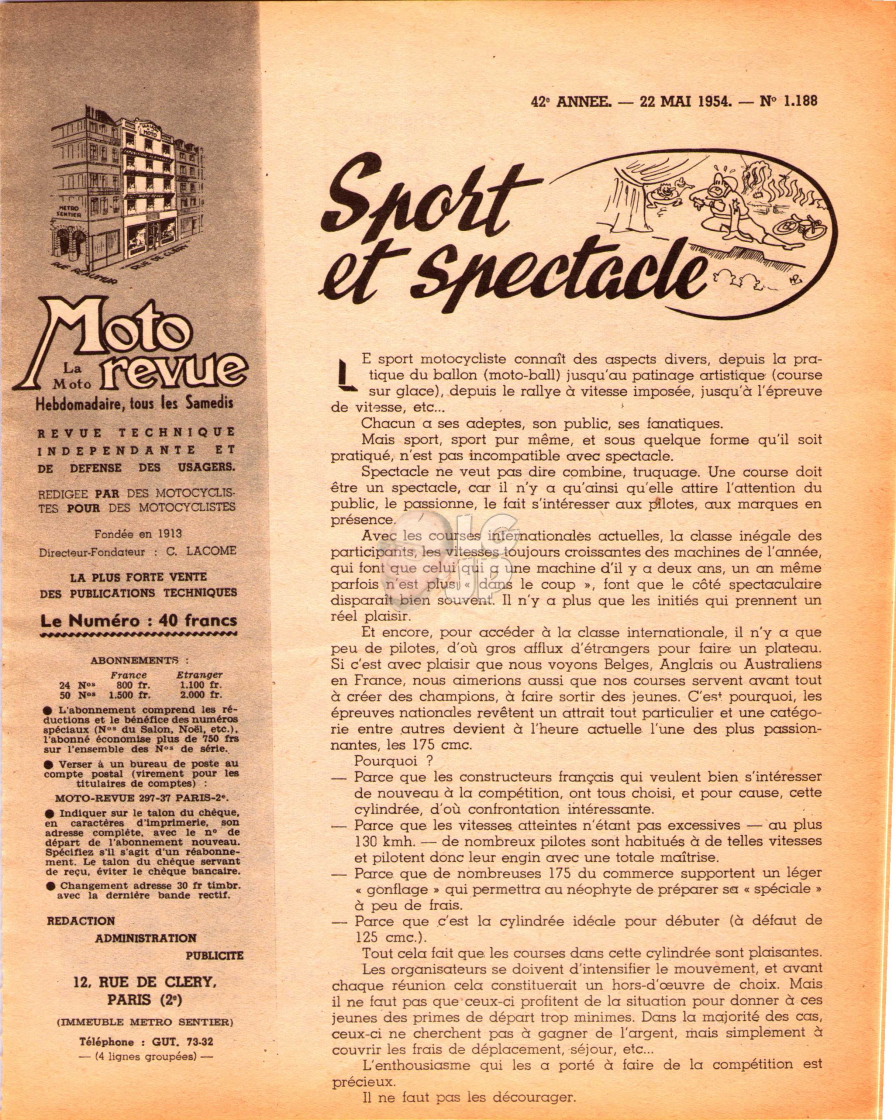 42e ANNEE. — 22 MAI 1954. — No 1.188
METRO
SENTIER
RUE DE CLERY
Moto
revue
La
Moto
Hebdomadaire, tous les Samedis
REVUE TECHNIQUE
INDEPENDANTE ET
DE DEFENSE DES USAGERS.
REDIGEE PAR DES MOTOCYCLIS-
TES POUR DES MOTOCYCLISTES
Fondée en 1913
Directeur-Fondateur : C. LACOME
LA PLUS FORTE VENTE
DES PUBLICATIONS TECHNIQUES
Le Numéro : 40 francs
ABONNEMENTS :
France Etranger
24 Nos 800 fr. 1.100 fr.
50 Nos 1.500 fr. 2.000 fr.
● L'abonnement comprend les ré-
ductions et le bénéfice des numéros
spéciaux (Nos du Salon, Noël, etc.),
l'abonné économise plus de 750 frs
sur l'ensemble des Nos de série.
● Verser à un bureau de poste au
compte postal (virement pour les
titulaires de comptes) :
MOTO-REVUE 297-37 PARIS-2e.
● Indiquer sur le talon du chèque,
en caractères d'imprimerie, son
adresse complète, avec le no de
départ de l'abonnement nouveau.
Spécifiez s'il s'agit d'un réabonne-
ment. Le talon du chèque servant
de reçu, éviter le chèque bancaire.
● Changement adresse 30 fr timbr.
avec la dernière bande rectif.
REDACTION
ADMINISTRATION
PUBLICITE
12, RUE DE CLERY,
PARIS (2e)
(IMMEUBLE METRO SENTIER)
Téléphone : GUT. 73-32
— (4 lignes groupées) —
Sport
et spectacle
LE sport motocycliste connaît des aspects divers, depuis la pra-
tique du ballon (moto-ball) jusqu'au patinage artistique (course
sur glace), depuis le rallye à vitesse imposée, jusqu'à l'épreuve
de vitesse, etc...
Chacun a ses adeptes, son public, ses fanatiques.
Mais sport, sport pur même, et sous quelque forme qu'il soit
pratiqué, n'est pas incompatible avec spectacle.
Spectacle ne veut pas dire combine, truquage. Une course doit
être un spectacle, car il n'y a qu'ainsi qu'elle attire l'attention du
public, le passionne, le fait s'intéresser aux pilotes, aux marques en
présence.
Avec les courses internationales actuelles, la classe inégale des
participants, les vitesses toujours croissantes des machines de l'année,
qui font que celui qui a une machine d'il y a deux ans, un an même
parfois n'est plus « dans le coup », font que le côté spectaculaire
disparaît bien souvent. Il n'y a plus que les initiés qui prennent un
réel plaisir.
Et encore, pour accéder à la classe internationale, il n'y a que
peu de pilotes, d'où gros afflux d'étrangers pour faire un plateau.
Si c'est avec plaisir que nous voyons Belges, Anglais ou Australiens
en France, nous aimerions aussi que nos courses servent avant tout
à créer des champions, à faire sortir des jeunes. C'est pourquoi, les
épreuves nationales revêtent un attrait tout particulier et une catégo-
rie entre autres devient à l'heure actuelle l'une des plus passion-
nantes, les 175 cmc.
Pourquoi ?
— Parce que les constructeurs français qui veulent bien s'intéresser
de nouveau à la compétition, ont tous choisi, et pour cause, cette
cylindrée, d'où confrontation intéressante.
— Parce que les vitesses atteintes n'étant pas excessives — au plus
130 kmh. — de nombreux pilotes sont habitués à de telles vitesses
et pilotent donc leur engin avec une totale maîtrise.
— Parce que de nombreuses 175 du commerce supportent un léger
« gonflage » qui permettra au néophyte de préparer sa « spéciale »
à peu de frais.
— Parce que c'est la cylindrée idéale pour débuter (à défaut de
125 cmc.).
Tout cela fait que les courses dans cette cylindrée sont plaisantes.
Les organisateurs se doivent d'intensifier le mouvement, et avant
chaque réunion cela constituerait un hors-d'œuvre de choix. Mais
il ne faut pas que ceux-ci profitent de la situation pour donner à ces
jeunes des primes de départ trop minimes. Dans la majorité des cas,
ceux-ci ne cherchent pas à gagner de l'argent, mais simplement à
couvrir les frais de déplacement, séjour, etc...
L'enthousiasme qui les a porté à faire de la compétition est
précieux.
Il ne faut pas les décourager.